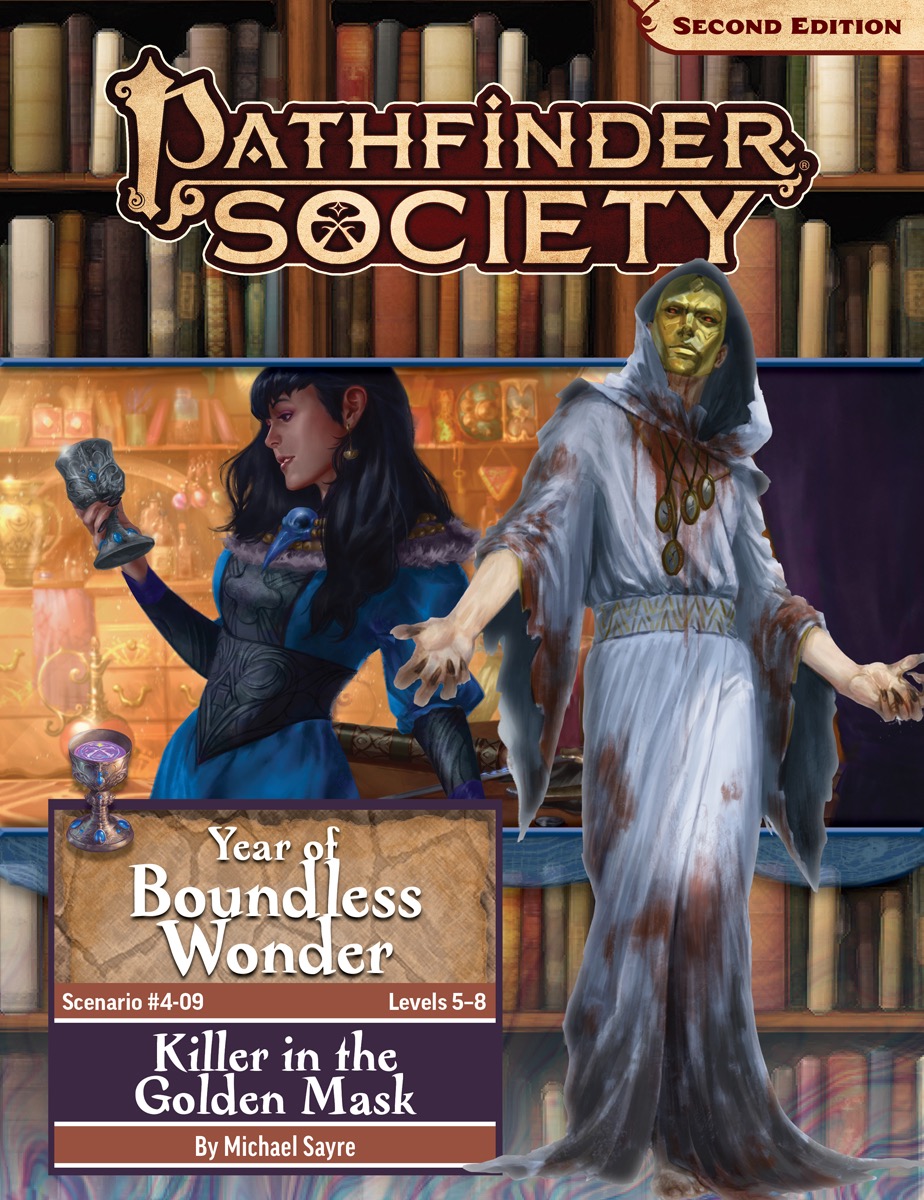 SECOND EDITION
PATHFINDER®
SOCIETY
Year of
Boundless
Wonder
Scenario #4-09 Levels 5–8
Killer in the
Golden Mask
By Michael Sayre